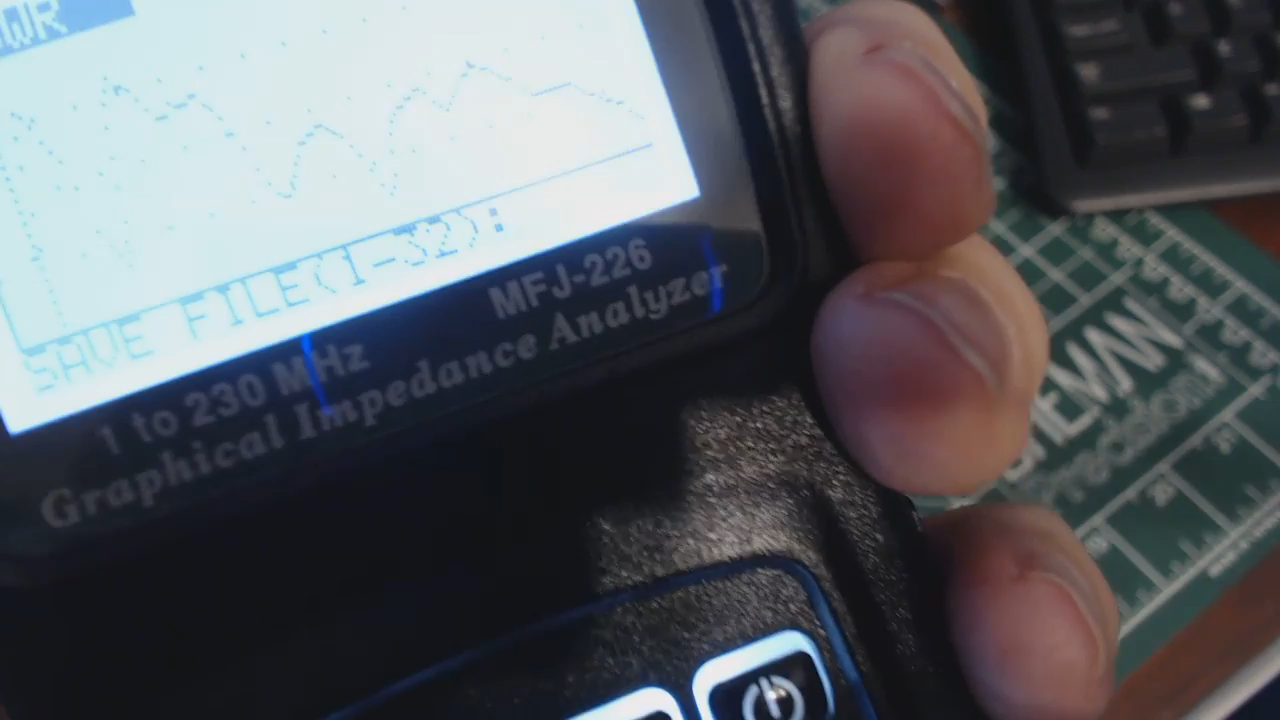 WR
SAVE FILE(1-32):
MFJ-226
1 to 230 MHz
Graphical Impedance Analyzer